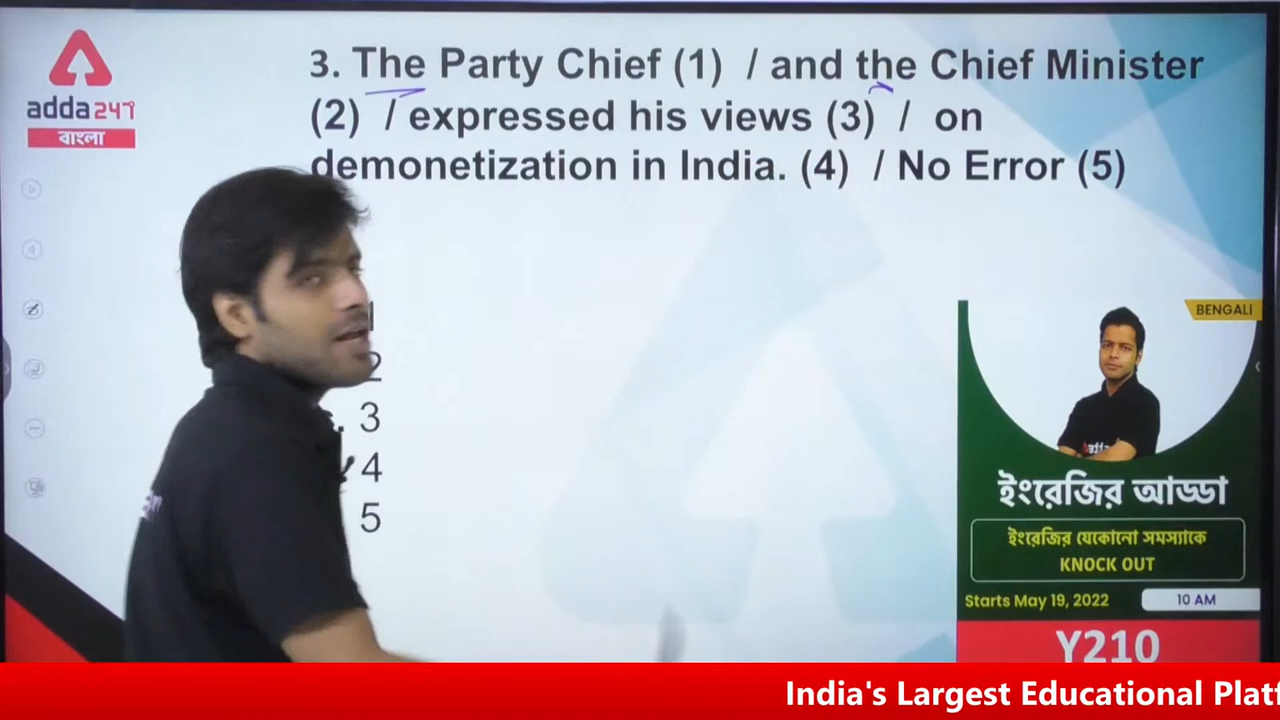 3. The Party Chief (1) / and the Chief Minister
(2) / expressed his views (3) / on
demonetization in India. (4) / No Error (5)
adda 247
বাংলা
3
4
5
BENGALI
ইংরেজির আড্ডা
ইংরেজির যেকোনো সমস্যাকে
KNOCK OUT
Starts May 19, 2022
10 AM
Y210
India's Largest Educational